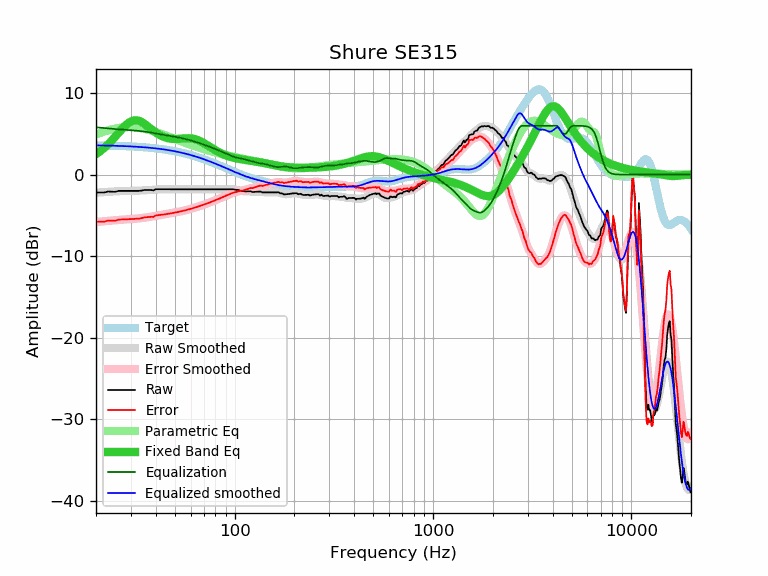 Shure SE315
10
0
−10
−20
−30
−40
Amplitude (dBr)
Target
Raw Smoothed
Error Smoothed
Raw
Error
Parametric Eq
Fixed Band Eq
Equalization
Equalized smoothed
100
1000
10000
Frequency (Hz)